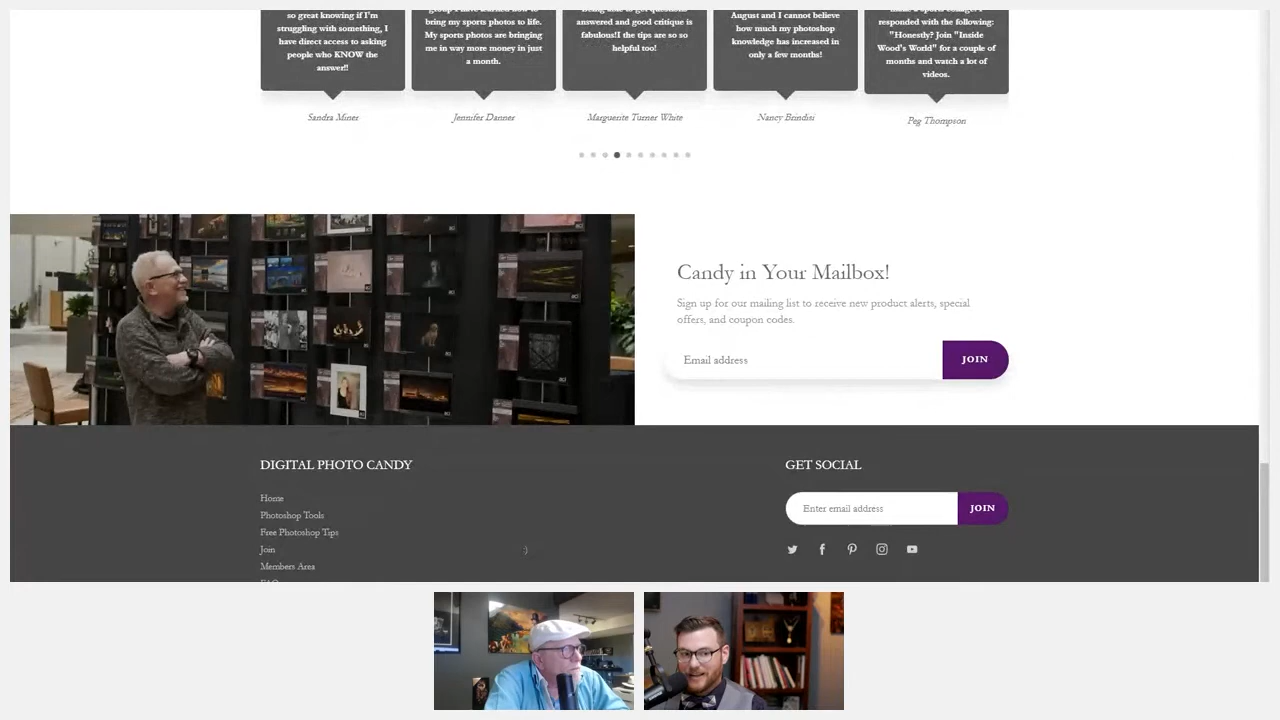 so great knowing if I'm
struggling with something, I
have direct access to asking
people who KNOW the
answer!!
Sandra Miner
bring my sports photos to life.
My sports photos are bringing
me in way more money in just
a month.
Jennifer Danner
answered and good critique is
fabulous!I the tips are so so
helpful too!
Marguerite Turner White
August and I cannot believe
how much my photoshop
knowledge has increased in
only a few months!
Nancy Brindisi
responded with the following:
"Honestly? Join "Inside
Wood's World" for a couple of
months and watch a lot of
videos.
Peg Thompson
Candy in Your Mailbox!
Sign up for our mailing list to receive new product alerts, special
offers, and coupon codes.
Email address
JOIN
DIGITAL PHOTO CANDY
Home
Photoshop Tools
Free Photoshop Tips
Join
Members Area
:)
GET SOCIAL
Enter email address
JOIN